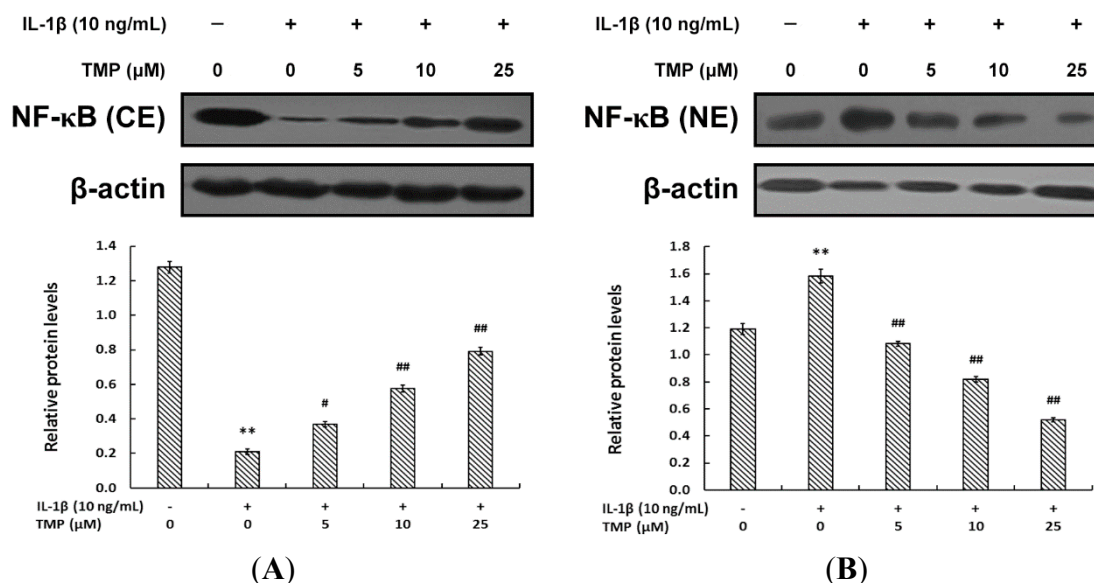 IL-1β (10 ng/mL) – + + + +
TMP (μM) 0 0 5 10 25
NF-κB (CE)
β-actin
Relative protein levels
1.4
1.2
1.0
0.8
0.6
0.4
0.2
0.0
**
#
##
##
IL-1β (10 ng/mL) - + + + +
TMP (μM) 0 0 5 10 25
(A)
IL-1β (10 ng/mL) – + + + +
TMP (μM) 0 0 5 10 25
NF-κB (NE)
β-actin
Relative protein levels
1.8
1.6
1.4
1.2
1.0
0.8
0.6
0.4
0.2
0.0
**
##
##
##
IL-1β (10 ng/mL) - + + + +
TMP (μM) 0 0 5 10 25
(B)